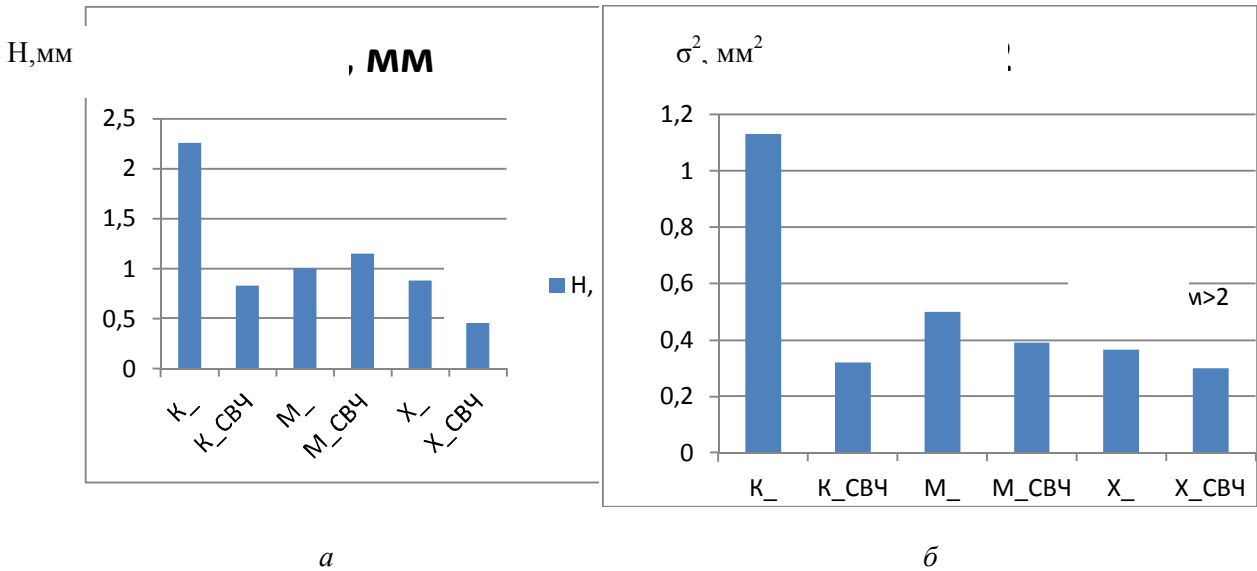 Н,мм
, мм
2,5
2
1,5
1
0,5
0
К_
К_СВЧ
М_
М_СВЧ
Х_
Х_СВЧ
Н,
а
σ², мм²
1,2
1
0,8
0,6
0,4
0,2
0
м>2
К_
К_СВЧ
М_
М_СВЧ
Х_
Х_СВЧ
б